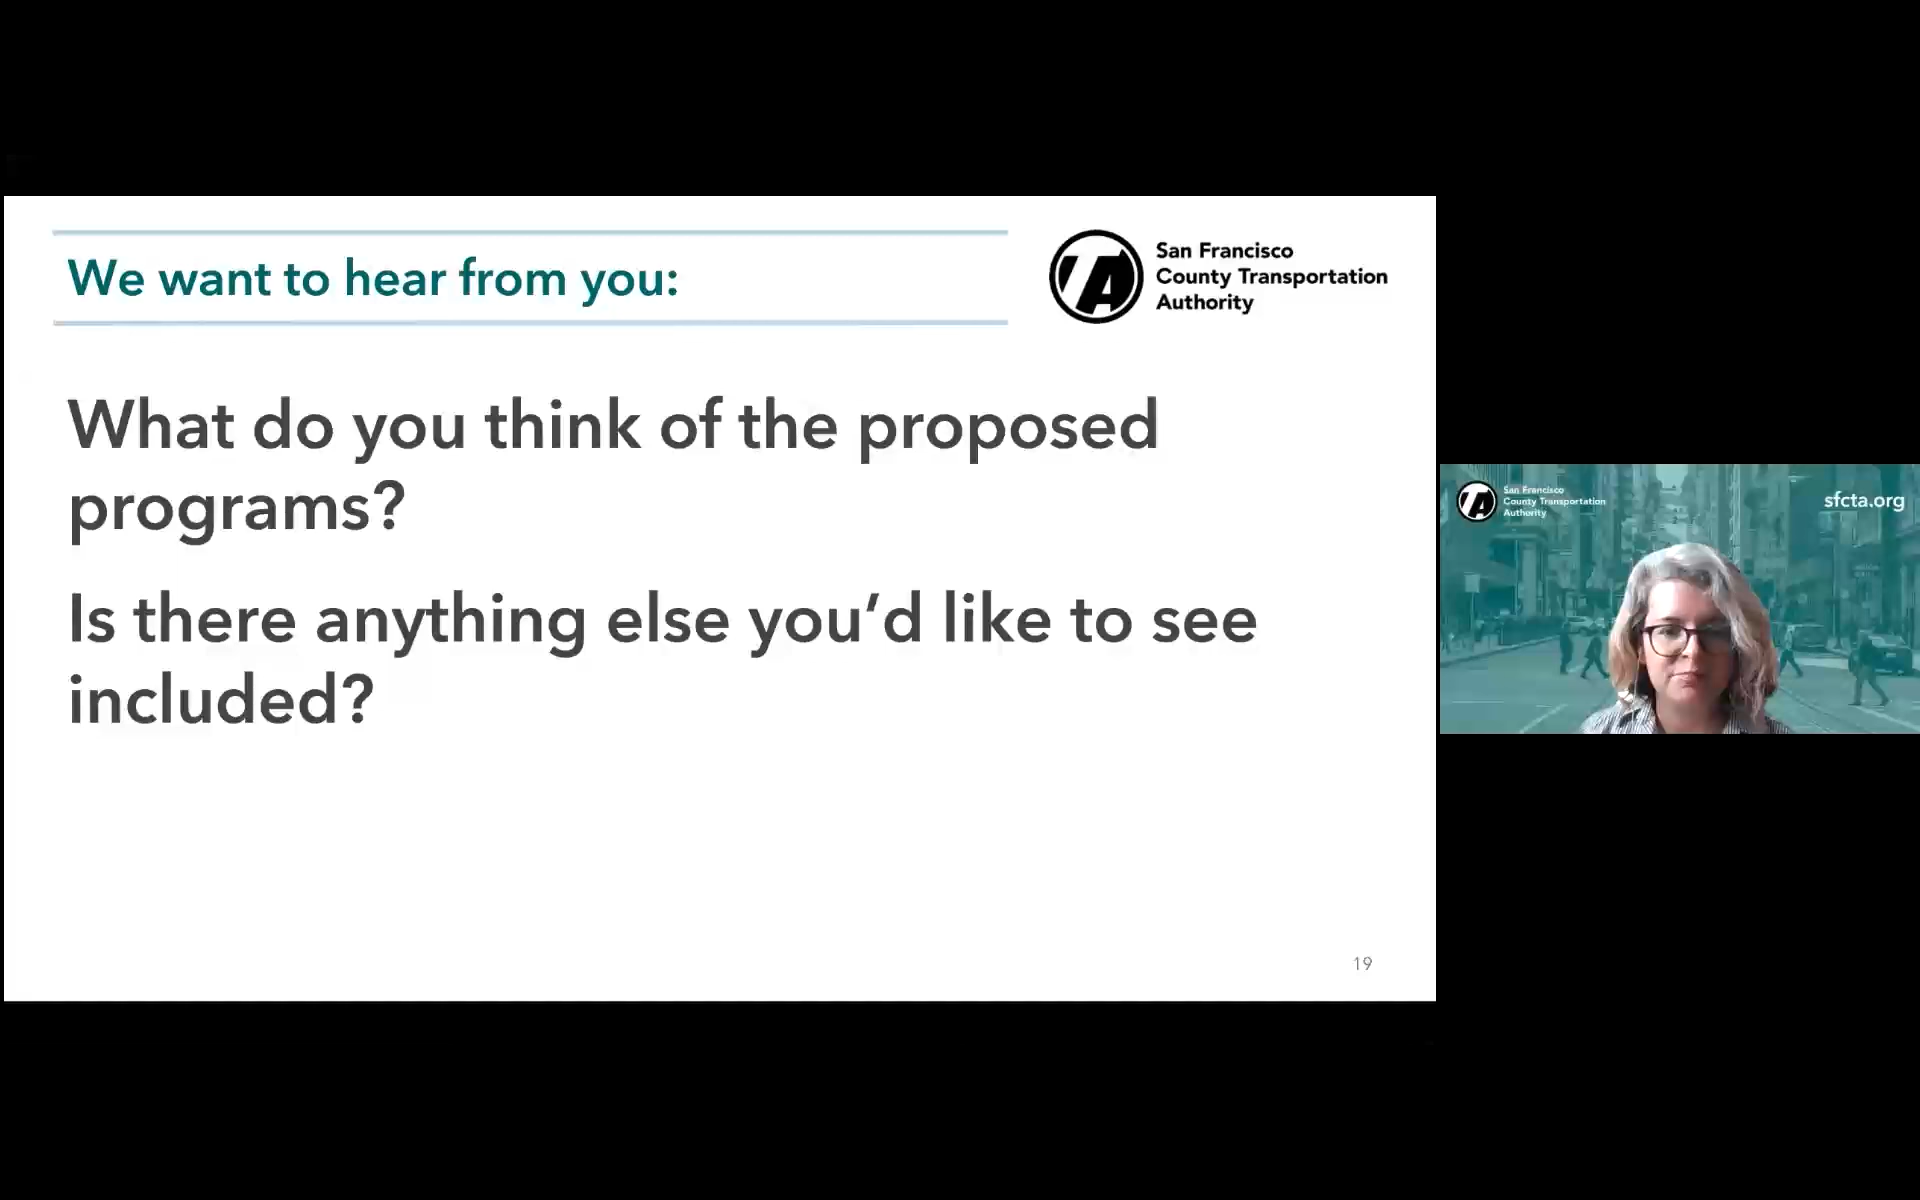 We want to hear from you:
San Francisco
County Transportation
Authority
What do you think of the proposed
programs?
Is there anything else you’d like to see
included?
19
San Francisco
County Transportation
Authority
sfcta.org